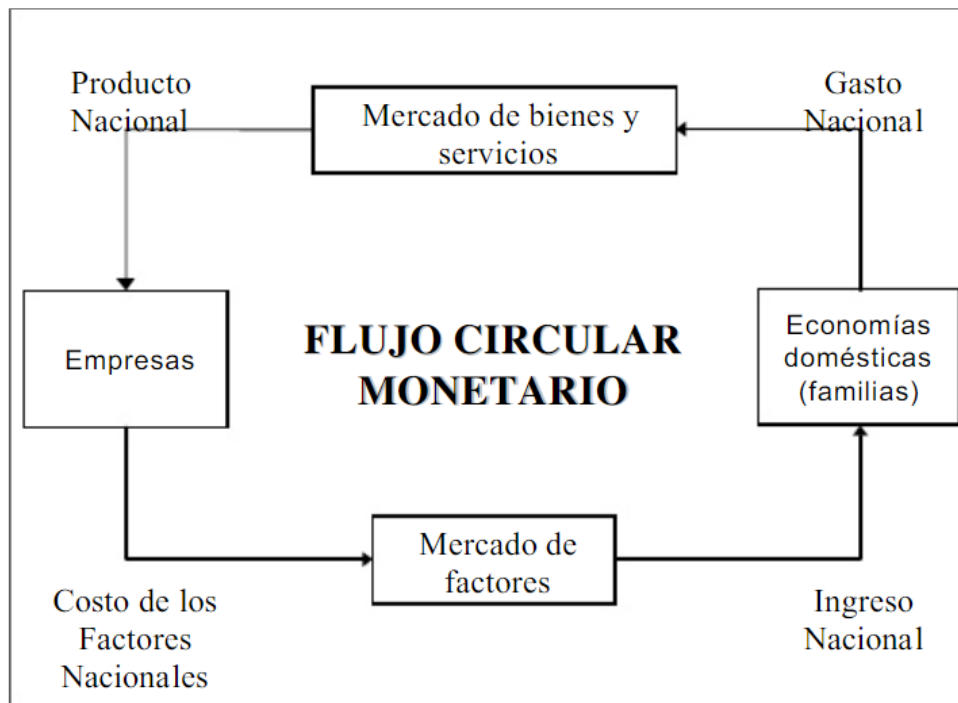 Producto
Nacional
Mercado de bienes y
servicios
Gasto
Nacional
Empresas
FLUJO CIRCULAR
MONETARIO
Economías
domésticas
(familias)
Costo de los
Factores
Nacionales
Mercado de
factores
Ingreso
Nacional